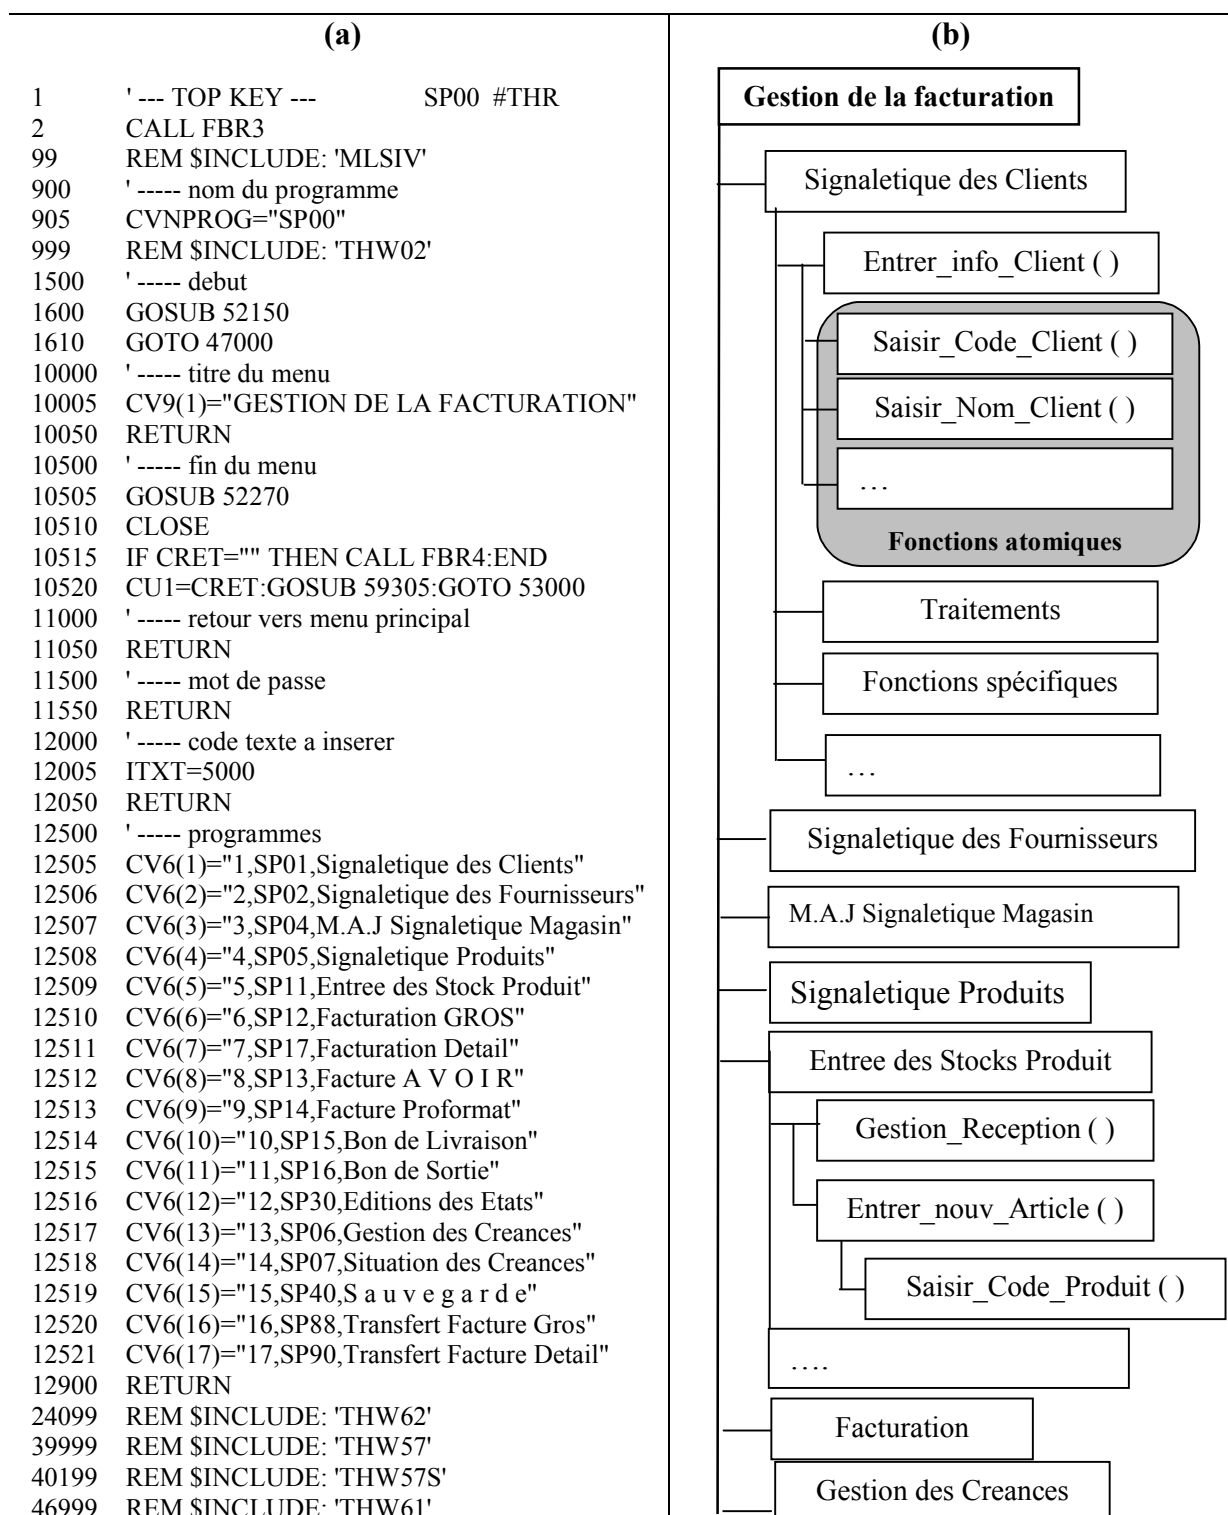 (a)
1 ' --- TOP KEY --- SP00 #THR
2 CALL FBR3
99 REM $INCLUDE: 'MLSIV'
900 ' ----- nom du programme
905 CVNPROG="SP00"
999 REM $INCLUDE: 'THW02'
1500 ' ----- debut
1600 GOSUB 52150
1610 GOTO 47000
10000 ' ----- titre du menu
10005 CV9(1)="GESTION DE LA FACTURATION"
10050 RETURN
10500 ' ----- fin du menu
10505 GOSUB 52270
10510 CLOSE
10515 IF CRET="" THEN CALL FBR4:END
10520 CU1=CRET:GOSUB 59305:GOTO 53000
11000 ' ----- retour vers menu principal
11050 RETURN
11500 ' ----- mot de passe
11550 RETURN
12000 ' ----- code texte a inserer
12005 ITXT=5000
12050 RETURN
12500 ' ----- programmes
12505 CV6(1)="1,SP01,Signaletique des Clients"
12506 CV6(2)="2,SP02,Signaletique des Fournisseurs"
12507 CV6(3)="3,SP04,M.A.J Signaletique Magasin"
12508 CV6(4)="4,SP05,Signaletique Produits"
12509 CV6(5)="5,SP11,Entree des Stock Produit"
12510 CV6(6)="6,SP12,Facturation GROS"
12511 CV6(7)="7,SP17,Facturation Detail"
12512 CV6(8)="8,SP13,Facture A V O I R"
12513 CV6(9)="9,SP14,Facture Proformat"
12514 CV6(10)="10,SP15,Bon de Livraison"
12515 CV6(11)="11,SP16,Bon de Sortie"
12516 CV6(12)="12,SP30,Editions des Etats"
12517 CV6(13)="13,SP06,Gestion des Creances"
12518 CV6(14)="14,SP07,Situation des Creances"
12519 CV6(15)="15,SP40,S a u v e g a r d e"
12520 CV6(16)="16,SP88,Transfert Facture Gros"
12521 CV6(17)="17,SP90,Transfert Facture Detail"
12900 RETURN
24099 REM $INCLUDE: 'THW62'
39999 REM $INCLUDE: 'THW57'
40199 REM $INCLUDE: 'THW57S'
46999 REM $INCLUDE: 'THW61'
(b)
Gestion de la facturation
Signaletique des Clients
Entrer_info_Client ( )
Saisir_Code_Client ( )
Saisir_Nom_Client ( )
…
Fonctions atomiques
Traitements
Fonctions spécifiques
…
Signaletique des Fournisseurs
M.A.J Signaletique Magasin
Signaletique Produits
Entree des Stocks Produit
Gestion_Reception ( )
Entrer_nouv_Article ( )
Saisir_Code_Produit ( )
….
Facturation
Gestion des Creances